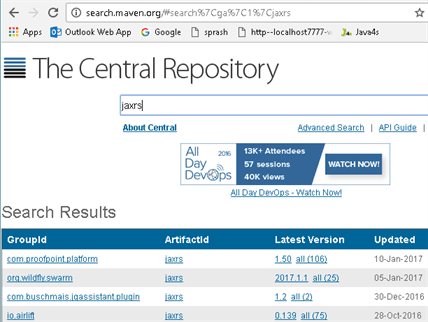 search.maven.org/#search%7Cga%7C1%7Cjaxrs
Apps Outlook Web App Google sprash http--localhost7777-v Java4s
The Central Repository
jaxrs
About Central Advanced Search | API Guide |
All Day DevOps 2016 13K+ Attendees 57 sessions 40K views WATCH NOW!
All Day DevOps - Watch Now!
Search Results
GroupId ArtifactId Latest Version Updated
com.proofpoint.platform jaxrs 1.50 all (106) 10-Jan-2017
org.wildfly.swarm jaxrs 2017.1.1 all (25) 05-Jan-2017
com.buschmais.jqassistant.plugin jaxrs 1.2 all (2) 30-Dec-2016
io.airlift jaxrs 0.139 all (75) 28-Oct-2016